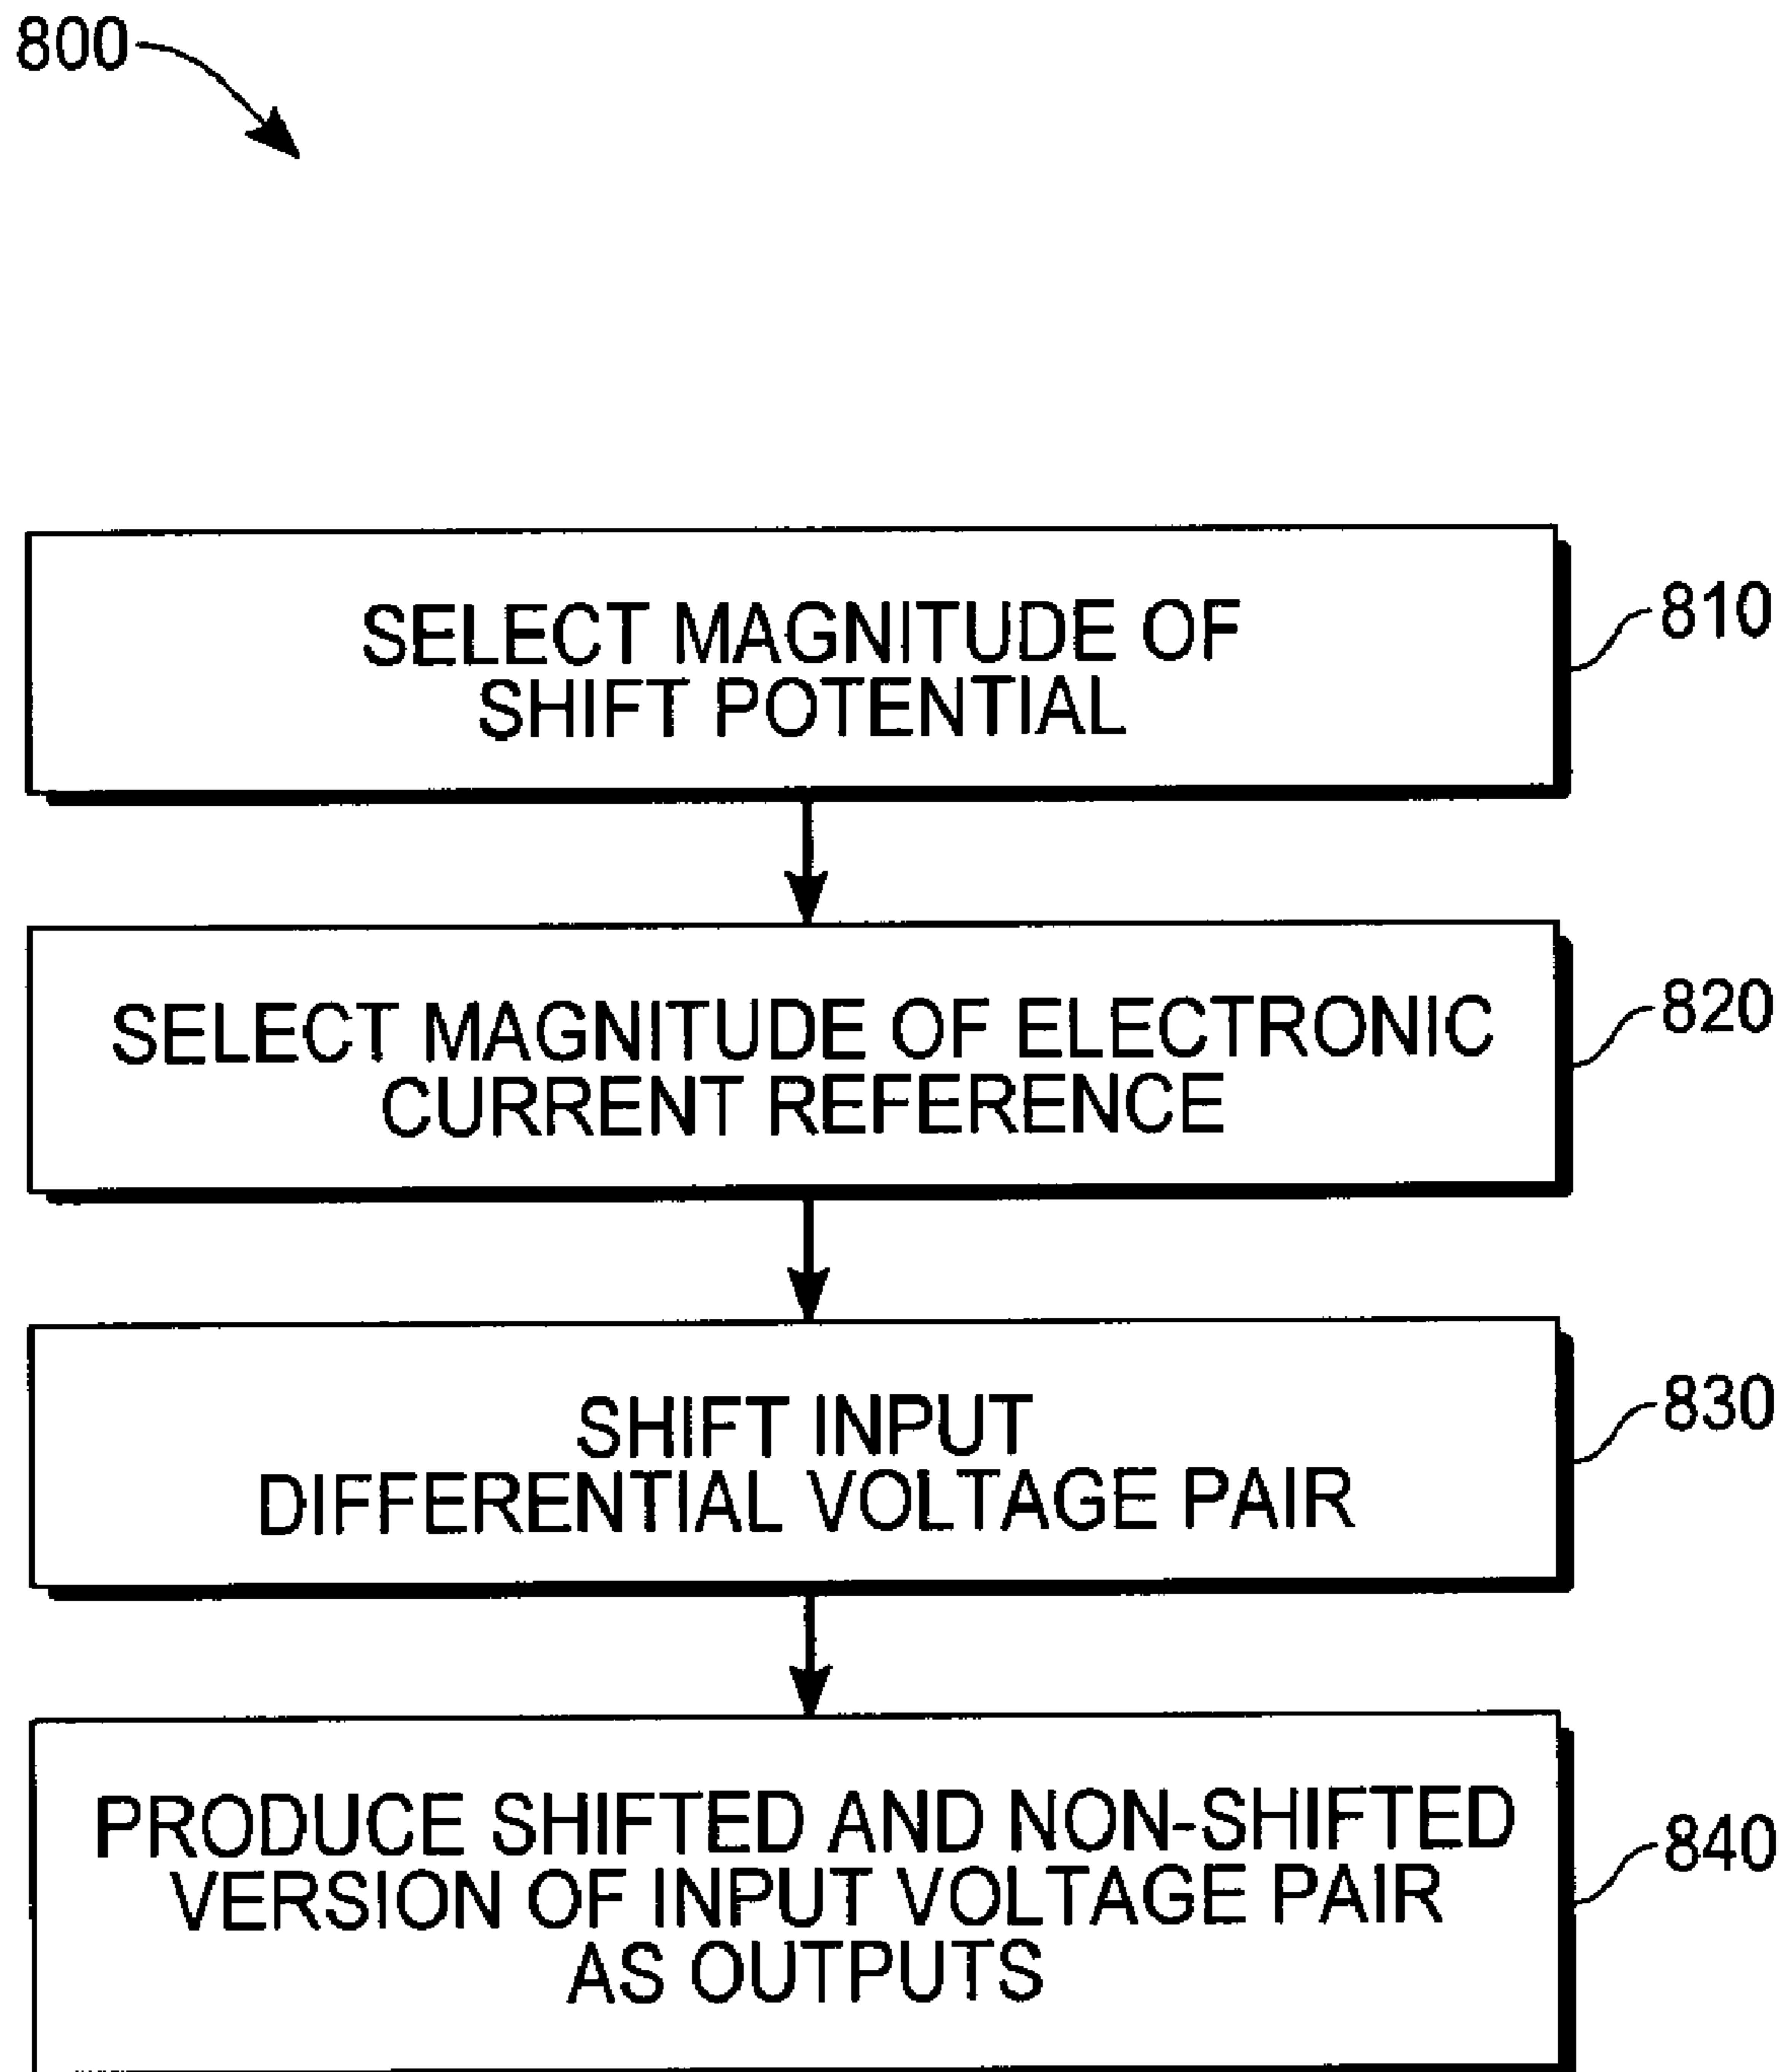 800
SELECT MAGNITUDE OF
SHIFT POTENTIAL
810
SELECT MAGNITUDE OF ELECTRONIC
CURRENT REFERENCE
820
SHIFT INPUT
DIFFERENTIAL VOLTAGE PAIR
830
PRODUCE SHIFTED AND NON-SHIFTED
VERSION OF INPUT VOLTAGE PAIR
AS OUTPUTS
840